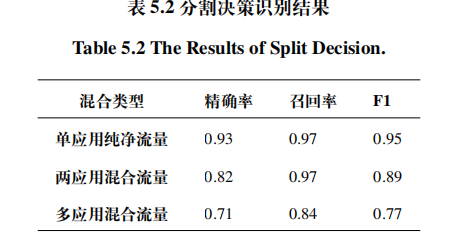 表 5.2 分割决策识别结果
Table 5.2 The Results of Split Decision.
混合类型 精确率 召回率 F1
单应用纯净流量 0.93 0.97 0.95
两应用混合流量 0.82 0.97 0.89
多应用混合流量 0.71 0.84 0.77